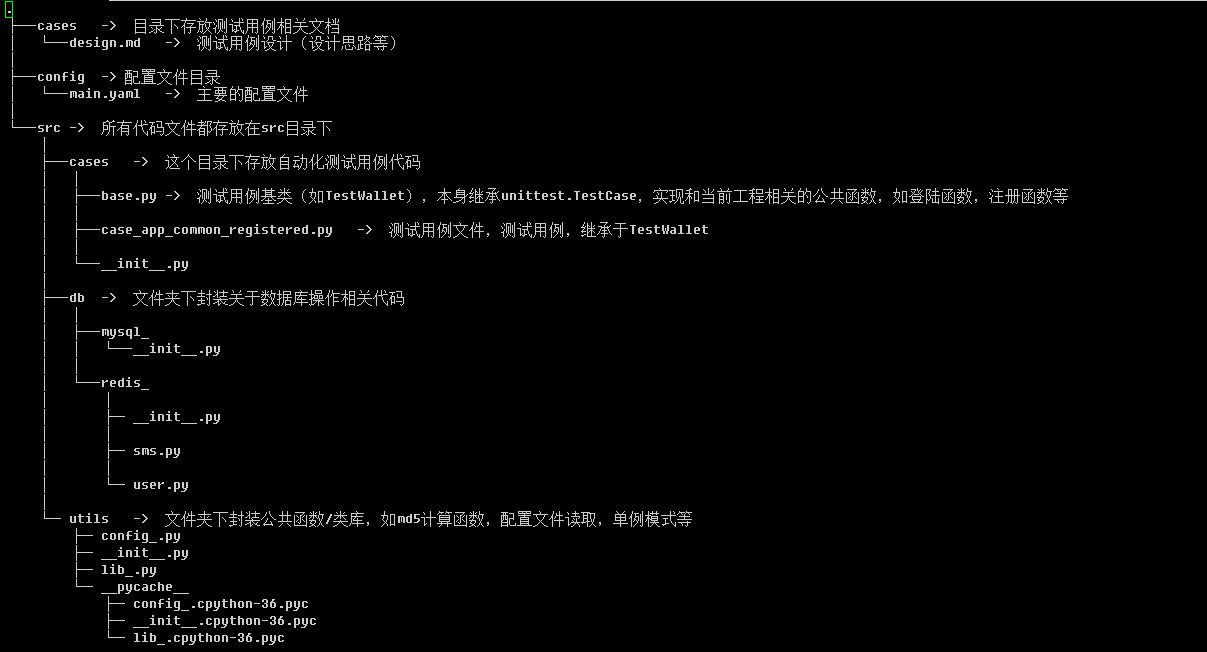 .
├──cases   ->  目录下存放测试用例相关文档
│   └──design.md   ->  测试用例设计（设计思路等）
├──config  -> 配置文件目录
│   └──main.yaml   ->  主要的配置文件
└──src ->  所有代码文件都存放在src目录下
├──cases   ->  这个目录下存放自动化测试用例代码
├──base.py ->  测试用例基类（如TestWallet），本身继承unittest.TestCase，实现和当前工程相关的公共函数，如登陆函数，注册函数等
├──case_app_common_registered.py   ->  测试用例文件，测试用例，继承于TestWallet
└──__init__.py
├──db  ->  文件夹下封装关于数据库操作相关代码
├──mysql_
└──__init__.py
└──redis_
├── __init__.py
├── sms.py
└── user.py
└── utils   ->  文件夹下封装公共函数/类库，如md5计算函数，配置文件读取，单例模式等
├── config_.py
├── __init__.py
├── lib_.py
└── __pycache__
├── config_.cpython-36.pyc
├── __init__.cpython-36.pyc
└── lib_.cpython-36.pyc